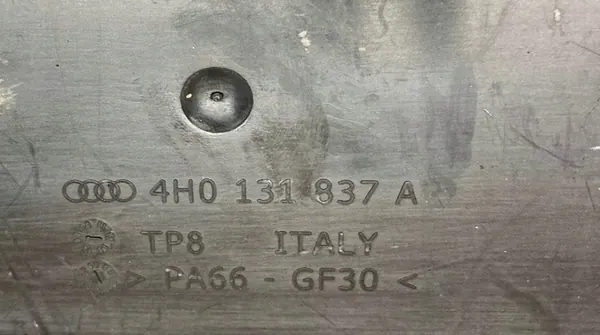 4H0 131 837 A
TP8 ITALY
> PA66 - GF30 <